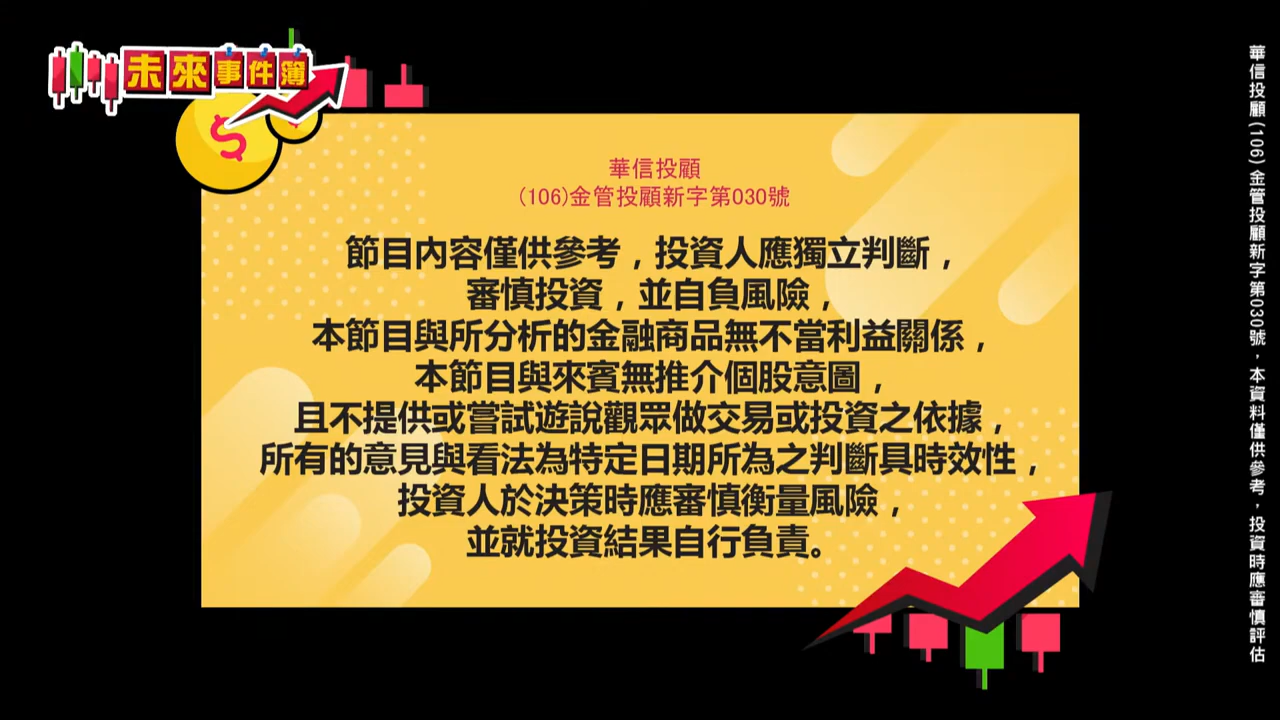 未來事件簿
華信投顧
(106)金管投顧新字第030號
節目內容僅供參考，投資人應獨立判斷，
審慎投資，並自負風險，
本節目與所分析的金融商品無不當利益關係，
本節目與來賓無推介個股意圖，
且不提供或嘗試遊說觀眾做交易或投資之依據，
所有的意見與看法為特定日期所為之判斷具時效性，
投資人於決策時應審慎衡量風險，
並就投資結果自行負責。
華信投顧(106)金管投顧新字第030號，本資料僅供參考，投資時應審慎評估